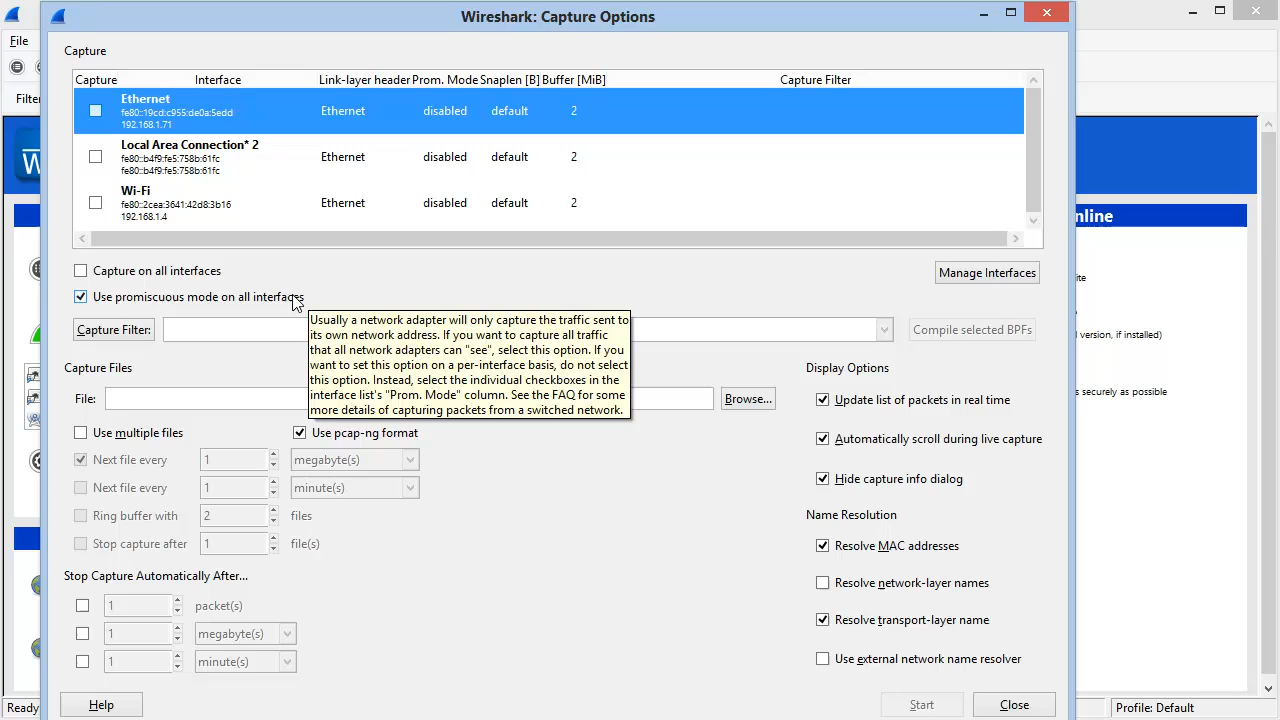 Wireshark: Capture Options
File
Filter
Capture
Capture Interface Link-layer header Prom. Mode Snaplen [B] Buffer [MiB] Capture Filter
Ethernet
fe80::19cd:c955:de0a:5edd
192.168.1.71
Ethernet disabled default 2
Local Area Connection* 2
fe80::b4f9:fe5:758b:61fc
fe80::b4f9:fe5:758b:61fc
Ethernet disabled default 2
Wi-Fi
fe80::2cea:3641:42d8:3b16
192.168.1.4
Ethernet disabled default 2
W
nline
ite
version, if installed)
s securely as possible
Capture on all interfaces
Manage Interfaces
Use promiscuous mode on all interfaces
Capture Filter:
Compile selected BPFs
Usually a network adapter will only capture the traffic sent to
its own network address. If you want to capture all traffic
that all network adapters can "see", select this option. If you
want to set this option on a per-interface basis, do not select
this option. Instead, select the individual checkboxes in the
interface list's "Prom. Mode" column. See the FAQ for some
more details of capturing packets from a switched network.
Capture Files
File:
Browse...
Use multiple files
Use pcap-ng format
Next file every 1 megabyte(s)
Next file every 1 minute(s)
Ring buffer with 2 files
Stop capture after 1 file(s)
Stop Capture Automatically After...
1 packet(s)
1 megabyte(s)
1 minute(s)
Display Options
Update list of packets in real time
Automatically scroll during live capture
Hide capture info dialog
Name Resolution
Resolve MAC addresses
Resolve network-layer names
Resolve transport-layer name
Use external network name resolver
Help
Start
Close
Ready
Profile: Default